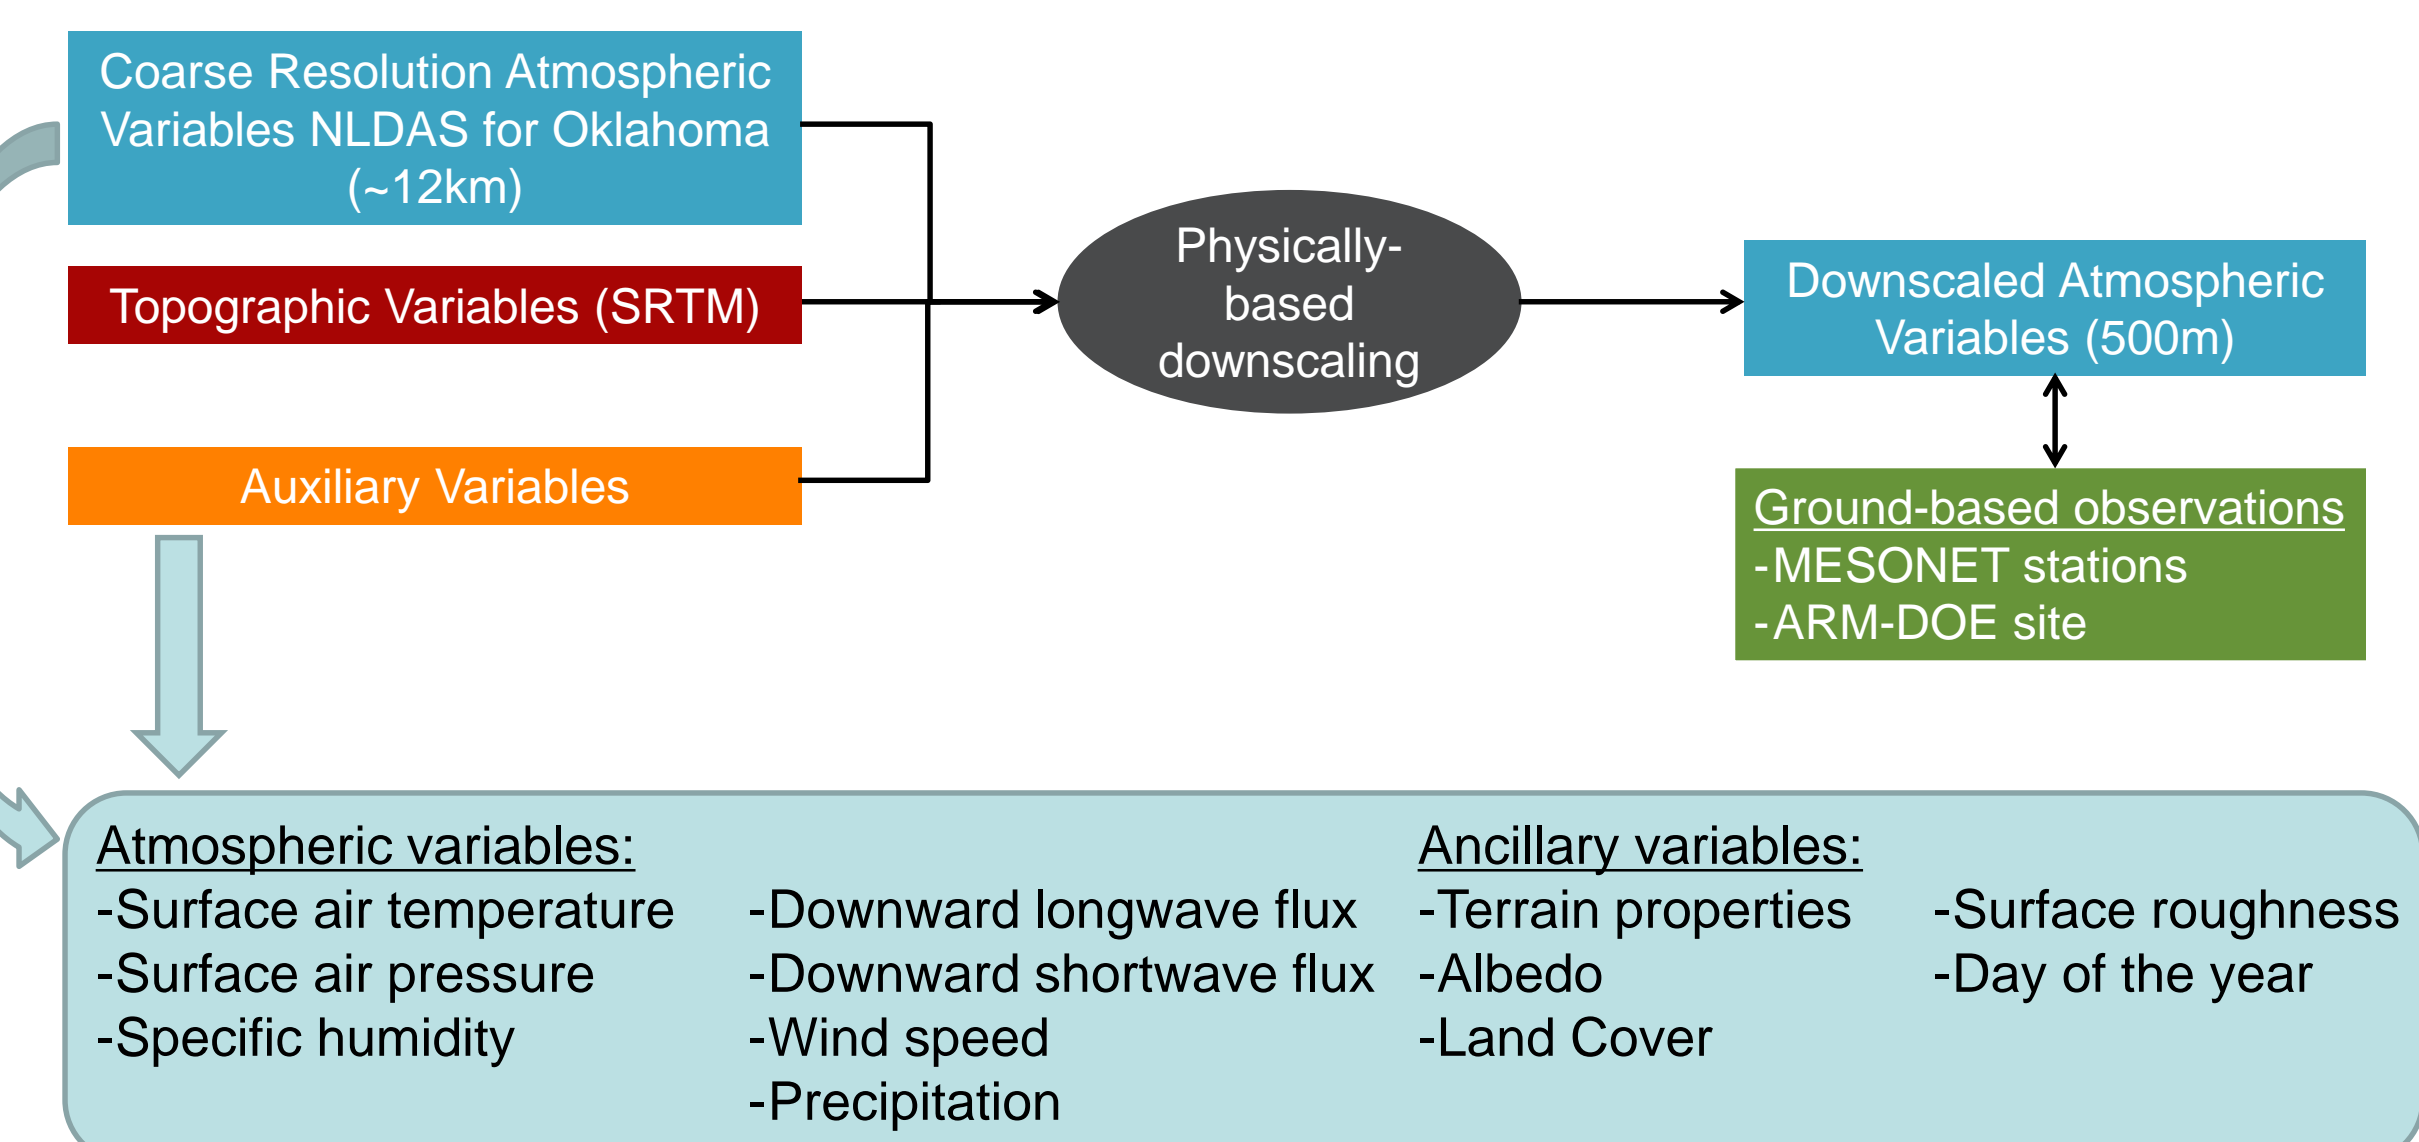 Coarse Resolution Atmospheric
Variables NLDAS for Oklahoma
(~12km)
Topographic Variables (SRTM)
Auxiliary Variables
Physically-
based
downscaling
Downscaled Atmospheric
Variables (500m)
Ground-based observations
-MESONET stations
-ARM-DOE site
Atmospheric variables:
-Surface air temperature
-Surface air pressure
-Specific humidity
-Downward longwave flux
-Downward shortwave flux
-Wind speed
-Precipitation
Ancillary variables:
-Terrain properties
-Albedo
-Land Cover
-Surface roughness
-Day of the year